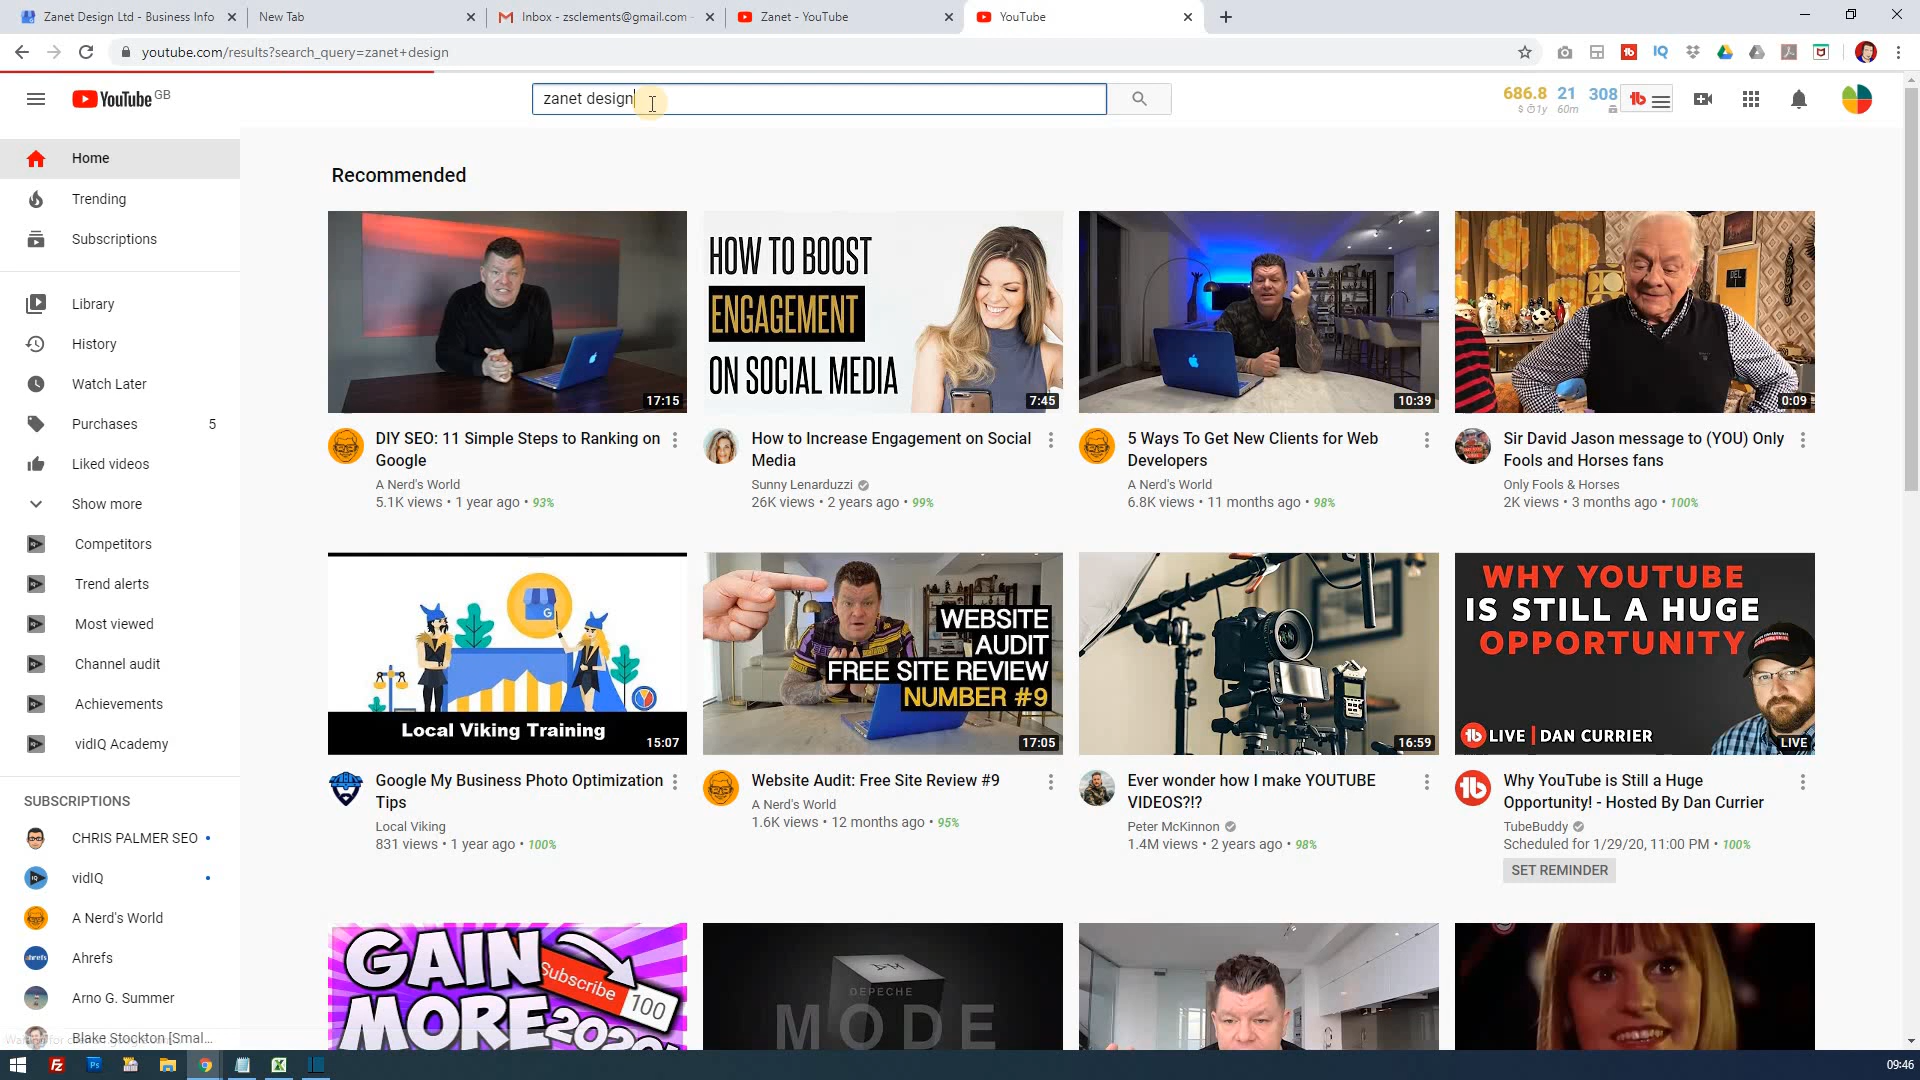 Zanet Design Ltd - Business Info
New Tab
Inbox - zsclements@gmail.com -
Zanet - YouTube
YouTube
youtube.com/results?search_query=zanet+design
YouTube GB
zanet design
686.8 21 308
$ 1y 60m
Home
Trending
Subscriptions
Library
History
Watch Later
Purchases 5
Liked videos
Show more
Competitors
Trend alerts
Most viewed
Channel audit
Achievements
vidIQ Academy
SUBSCRIPTIONS
CHRIS PALMER SEO
vidIQ
A Nerd's World
Ahrefs
Arno G. Summer
Blake Stockton [Smal...
Recommended
17:15
DIY SEO: 11 Simple Steps to Ranking on
Google
A Nerd's World
5.1K views • 1 year ago • 93%
HOW TO BOOST
ENGAGEMENT
ON SOCIAL MEDIA
7:45
How to Increase Engagement on Social
Media
Sunny Lenarduzzi
26K views • 2 years ago • 99%
10:39
5 Ways To Get New Clients for Web
Developers
A Nerd's World
6.8K views • 11 months ago • 98%
0:09
Sir David Jason message to (YOU) Only
Fools and Horses fans
Only Fools & Horses
2K views • 3 months ago • 100%
Local Viking Training
15:07
Google My Business Photo Optimization
Tips
Local Viking
831 views • 1 year ago • 100%
WEBSITE
AUDIT
FREE SITE REVIEW
NUMBER #9
17:05
Website Audit: Free Site Review #9
A Nerd's World
1.6K views • 12 months ago • 95%
16:59
Ever wonder how I make YOUTUBE
VIDEOS?!?
Peter McKinnon
1.4M views • 2 years ago • 98%
WHY YOUTUBE
IS STILL A HUGE
OPPORTUNITY
LIVE | DAN CURRIER
LIVE
Why YouTube is Still a Huge
Opportunity! - Hosted By Dan Currier
TubeBuddy
Scheduled for 1/29/20, 11:00 PM • 100%
SET REMINDER
GAIN
MORE
Subscribe 100
2020
DEPECHE
MODE
09:46